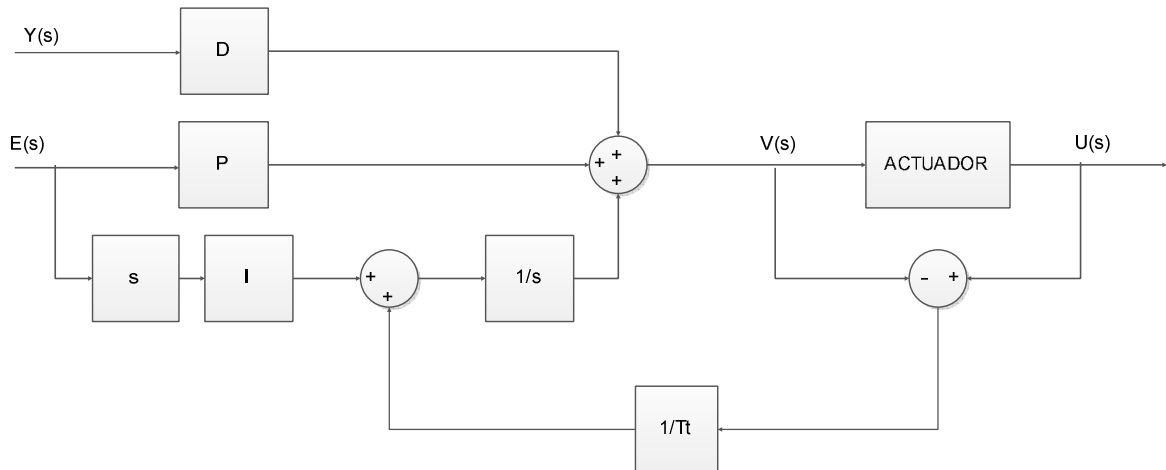 Y(s)
D
E(s)
P
+
+
+
V(s)
ACTUADOR
U(s)
s
I
+
+
1/s
-
+
1/Tt